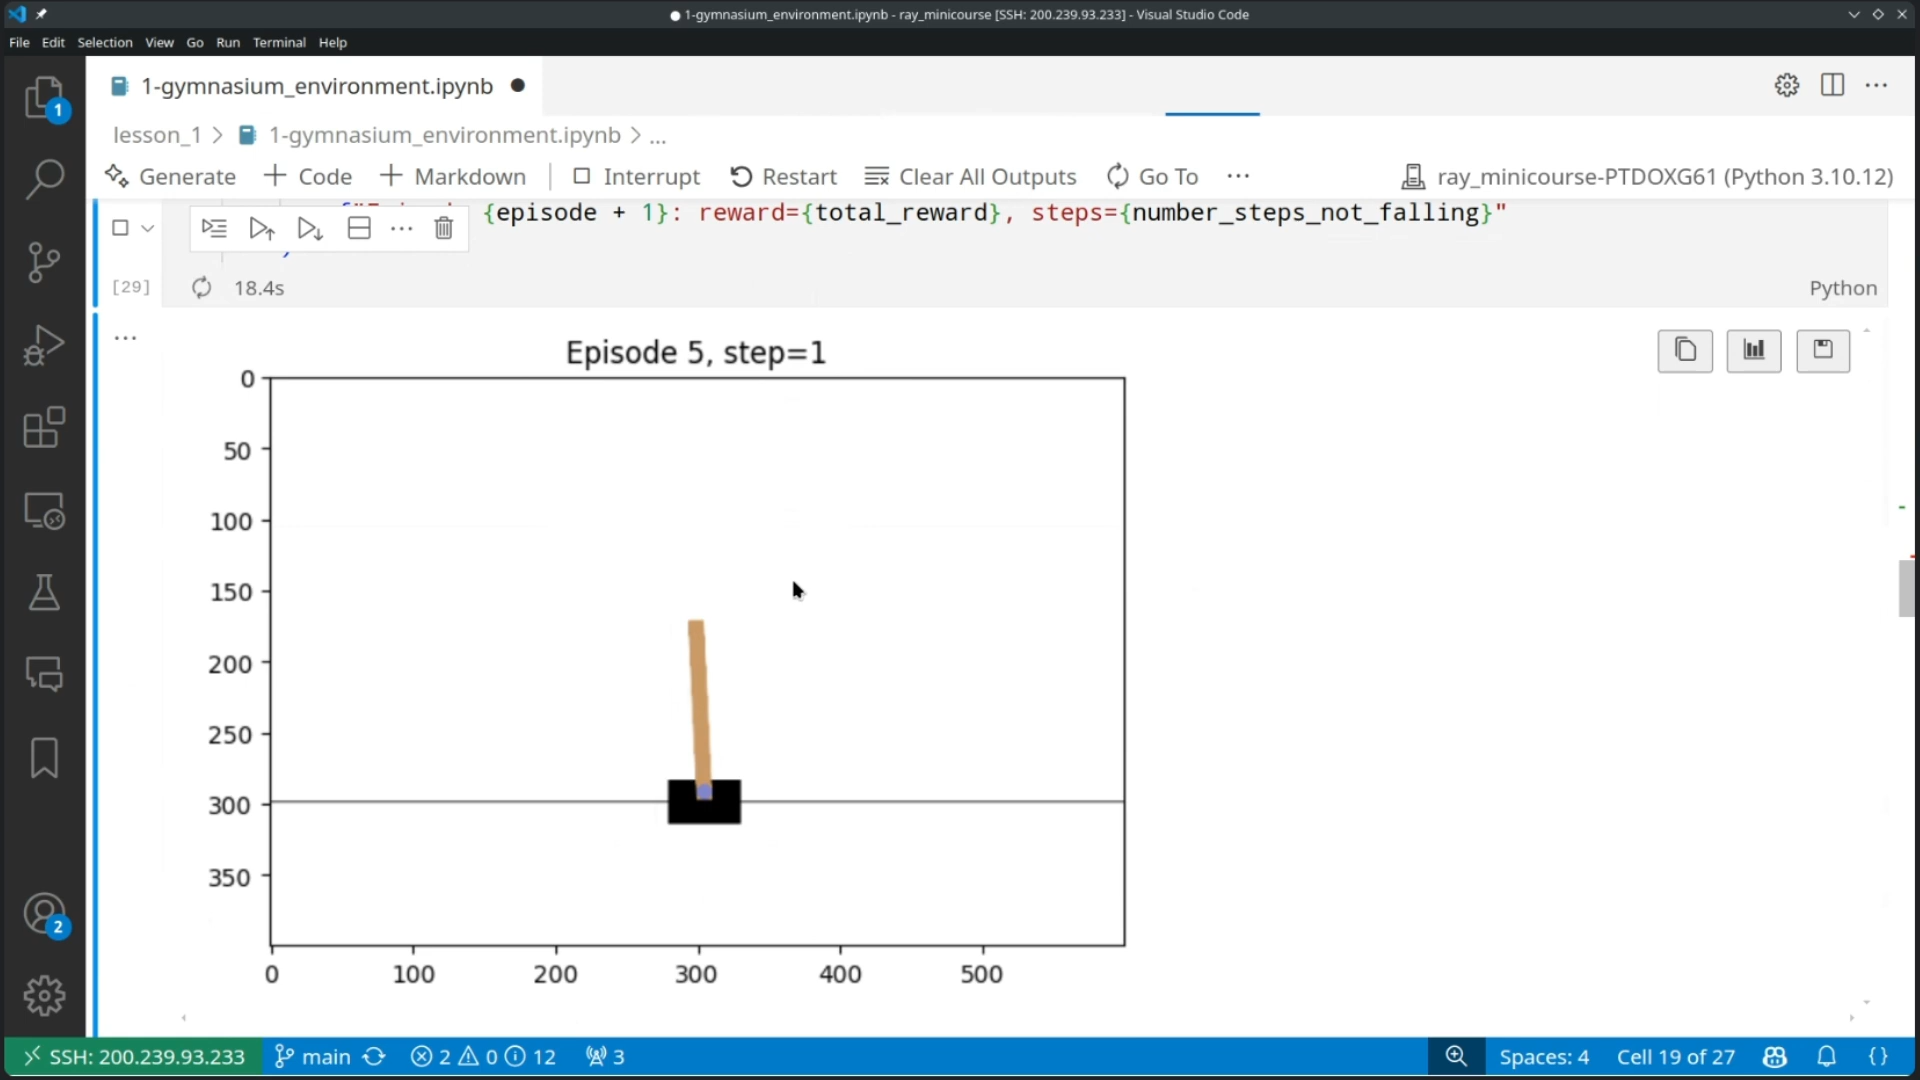 1-gymnasium_environment.ipynb - ray_minicourse [SSH: 200.239.93.233] - Visual Studio Code
File Edit Selection View Go Run Terminal Help
1-gymnasium_environment.ipynb
lesson_1 > 1-gymnasium_environment.ipynb > ...
Generate + Code + Markdown Interrupt Restart Clear All Outputs Go To ... ray_minicourse-PTDOXG61 (Python 3.10.12)
{episode + 1}: reward={total_reward}, steps={number_steps_not_falling}"
[29] 18.4s Python
Episode 5, step=1
0
50
100
150
200
250
300
350
0 100 200 300 400 500
1
2
SSH: 200.239.93.233 main 2 0 12 3 Spaces: 4 Cell 19 of 27 {}